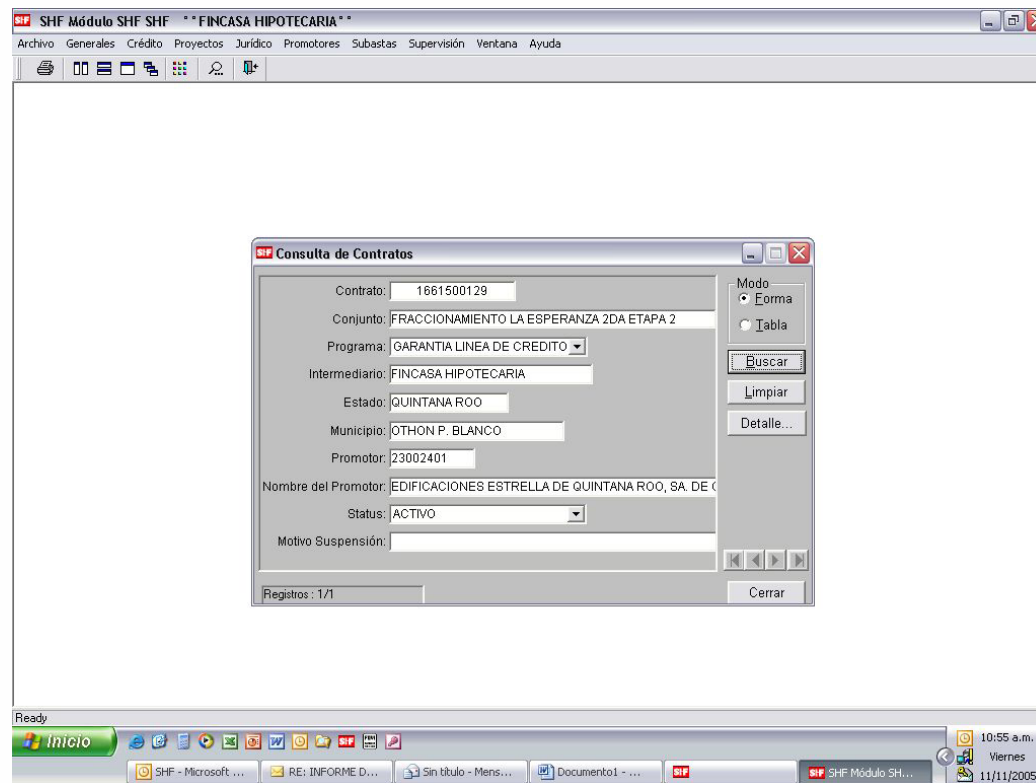 SHF SHF Módulo SHF SHF **FINCASA HIPOTECARIA**
Archivo Generales Crédito Proyectos Jurídico Promotores Subastas Supervisión Ventana Ayuda
SHF Consulta de Contratos
Contrato: 1661500129
Conjunto: FRACCIONAMIENTO LA ESPERANZA 2DA ETAPA 2
Programa: GARANTIA LINEA DE CREDITO
Intermediario: FINCASA HIPOTECARIA
Estado: QUINTANA ROO
Municipio: OTHON P. BLANCO
Promotor: 23002401
Nombre del Promotor: EDIFICACIONES ESTRELLA DE QUINTANA ROO, SA. DE
Status: ACTIVO
Motivo Suspensión:
Registros : 1/1
Modo
Forma
Tabla
Buscar
Limpiar
Detalle...
Cerrar
Ready
Inicio
10:55 a.m.
Viernes
11/11/2005
SHF - Microsoft ...
RE: INFORME D...
Sin título - Mens...
Documento1 - ...
SHF
SHF SHF Módulo SH...